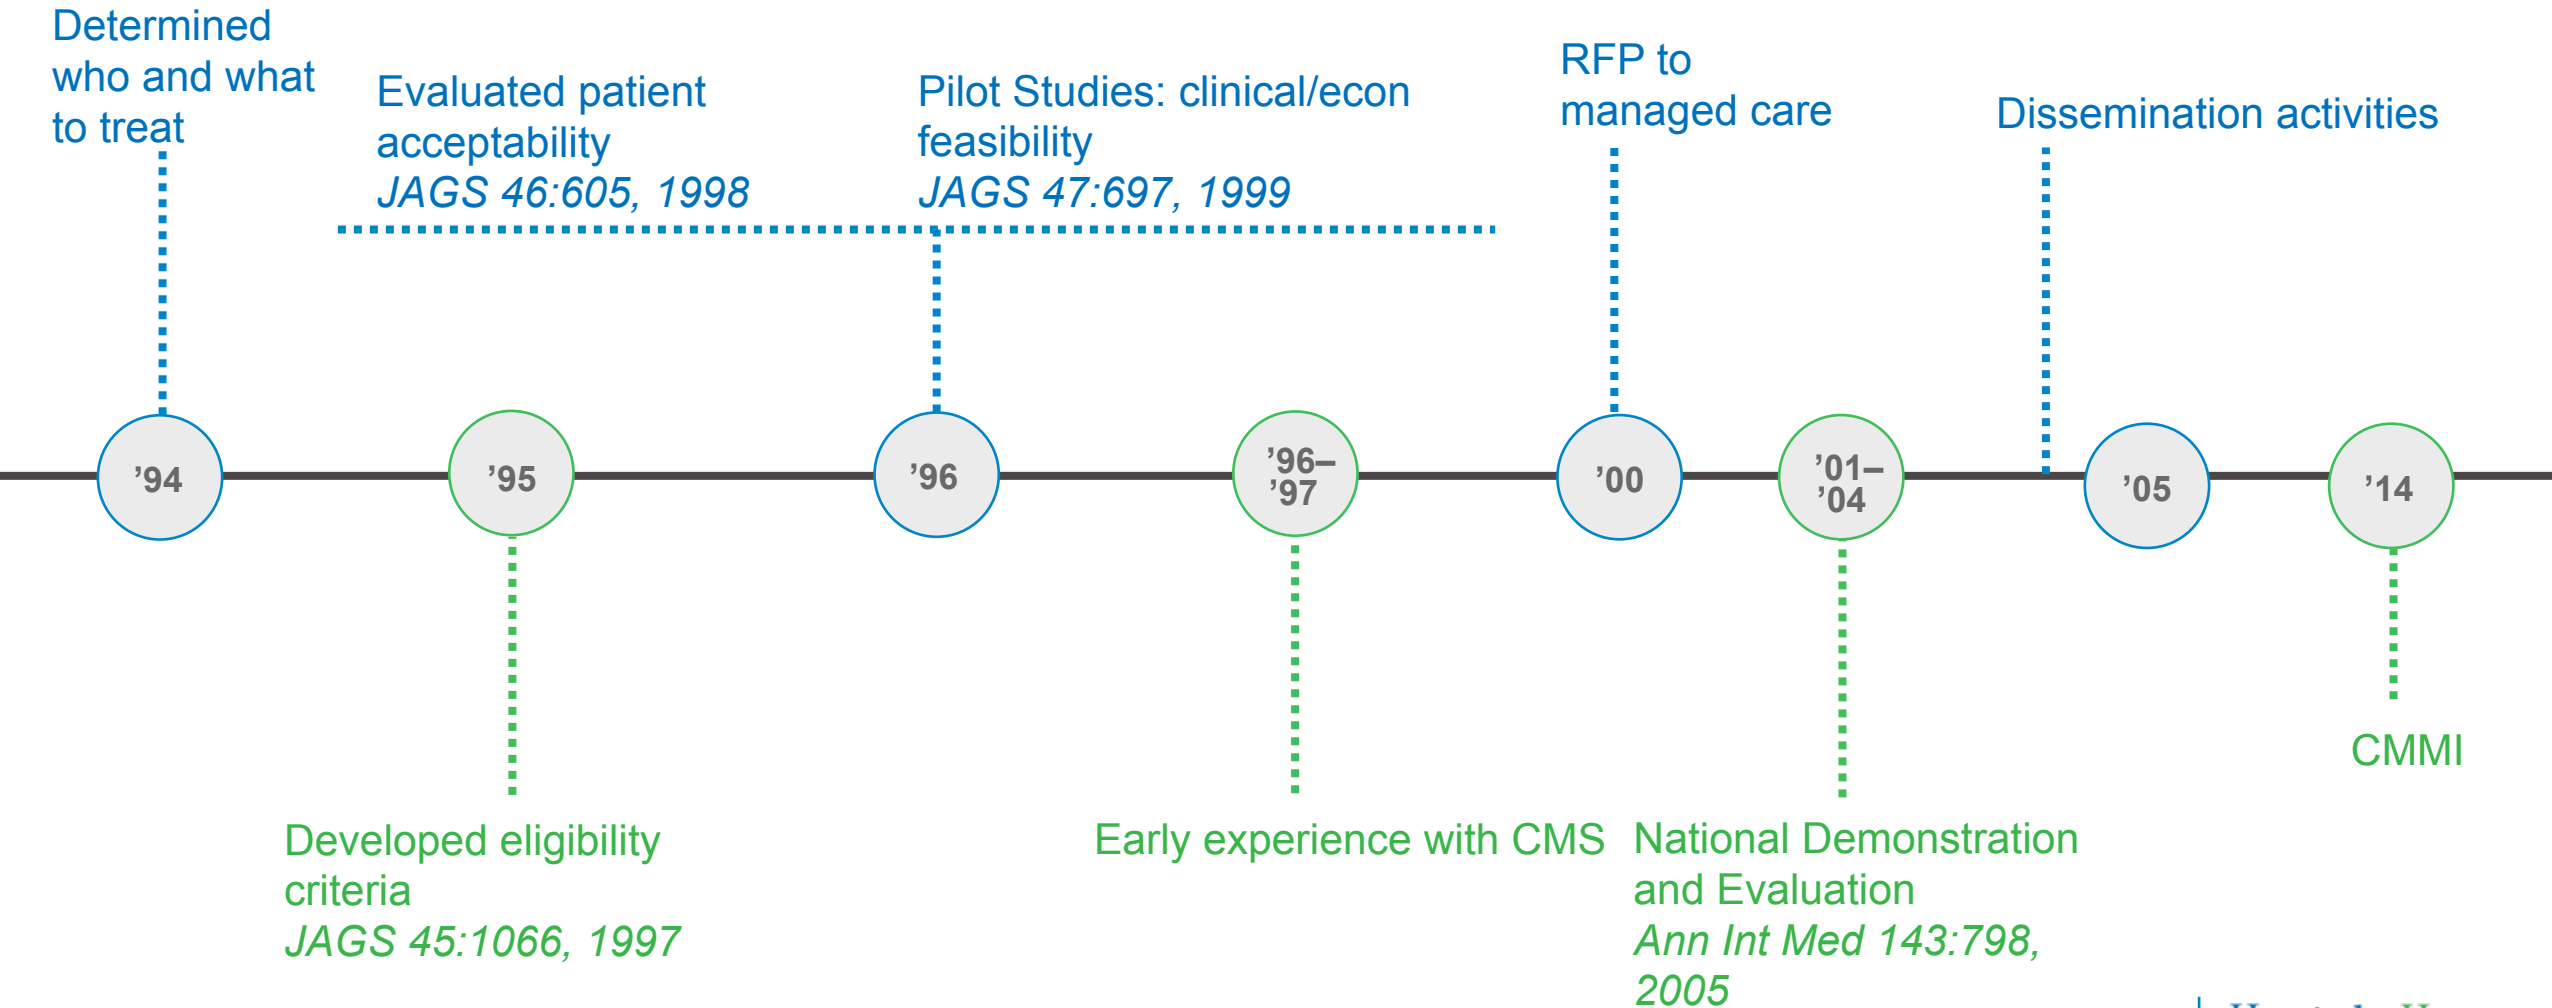 Determined
who and what
to treat
Evaluated patient
acceptability
JAGS 46:605, 1998
Pilot Studies: clinical/econ
feasibility
JAGS 47:697, 1999
RFP to
managed care
Dissemination activities
’94
’95
’96
’96–
’97
’00
’01–
’04
’05
’14
Developed eligibility
criteria
JAGS 45:1066, 1997
Early experience with CMS
National Demonstration
and Evaluation
Ann Int Med 143:798,
2005
CMMI